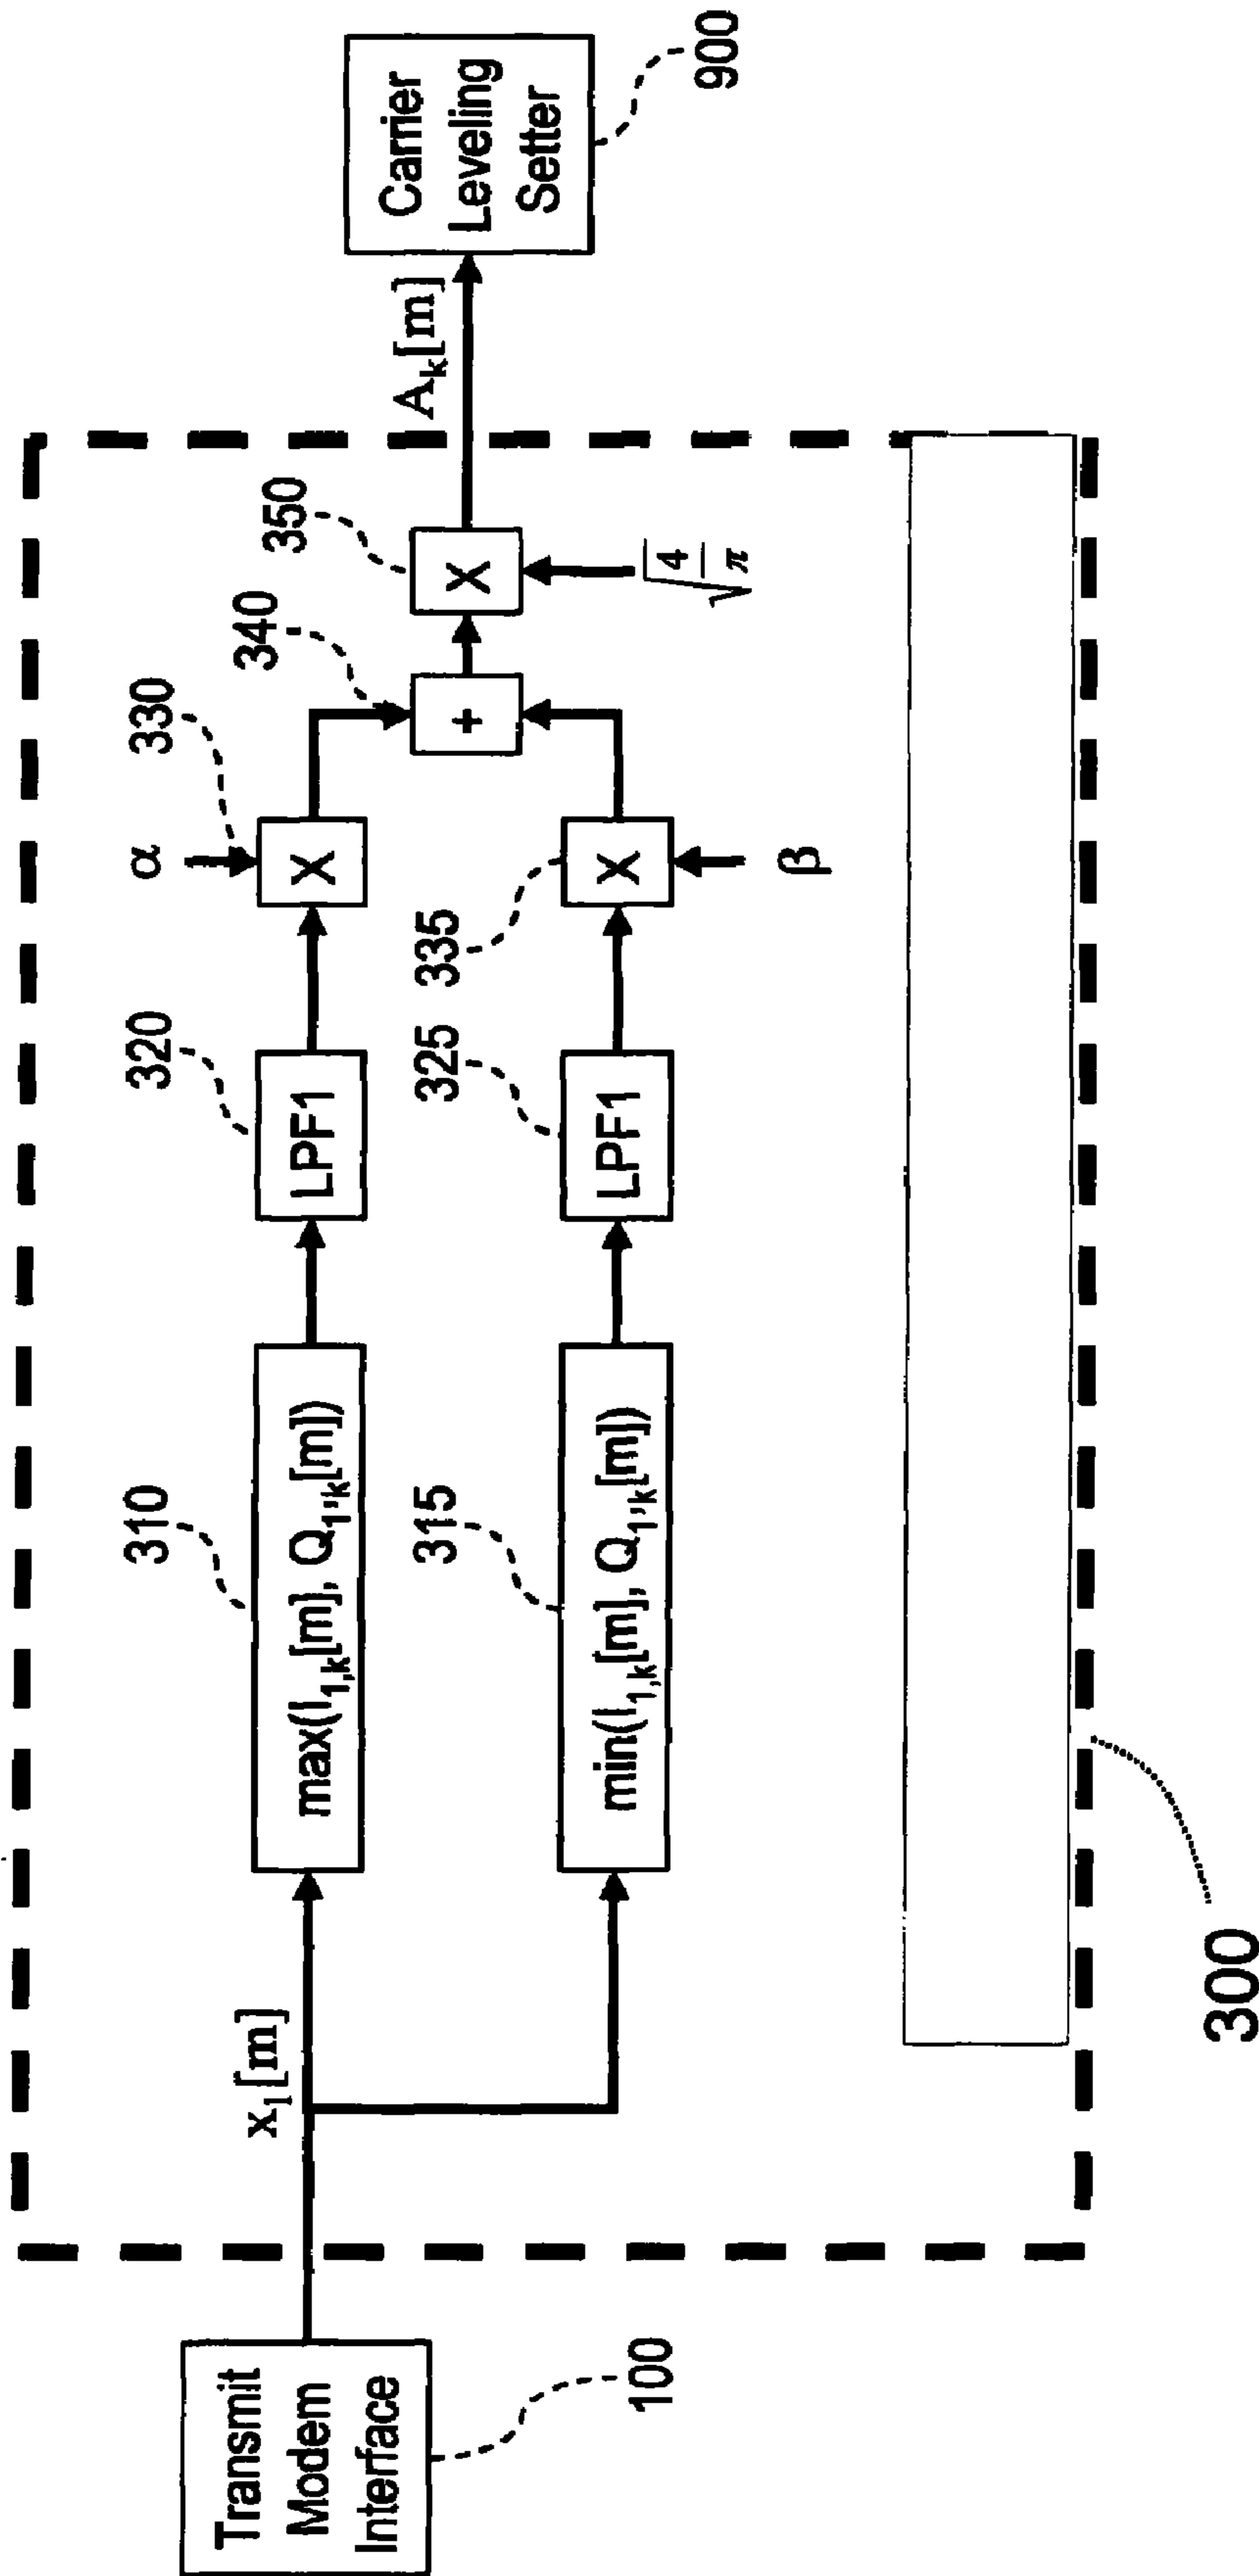 Transmit
Modem
Interface
100
x₁[m]
310
max(I₁,ₖ[m], Q₁,ₖ[m])
315
min(I₁,ₖ[m], Q₁,ₖ[m])
320
LPF1
325
LPF1
α
330
X
335
X
β
340
+
350
X
√4/π
Aₖ[m]
Carrier
Leveling
Setter
900
300